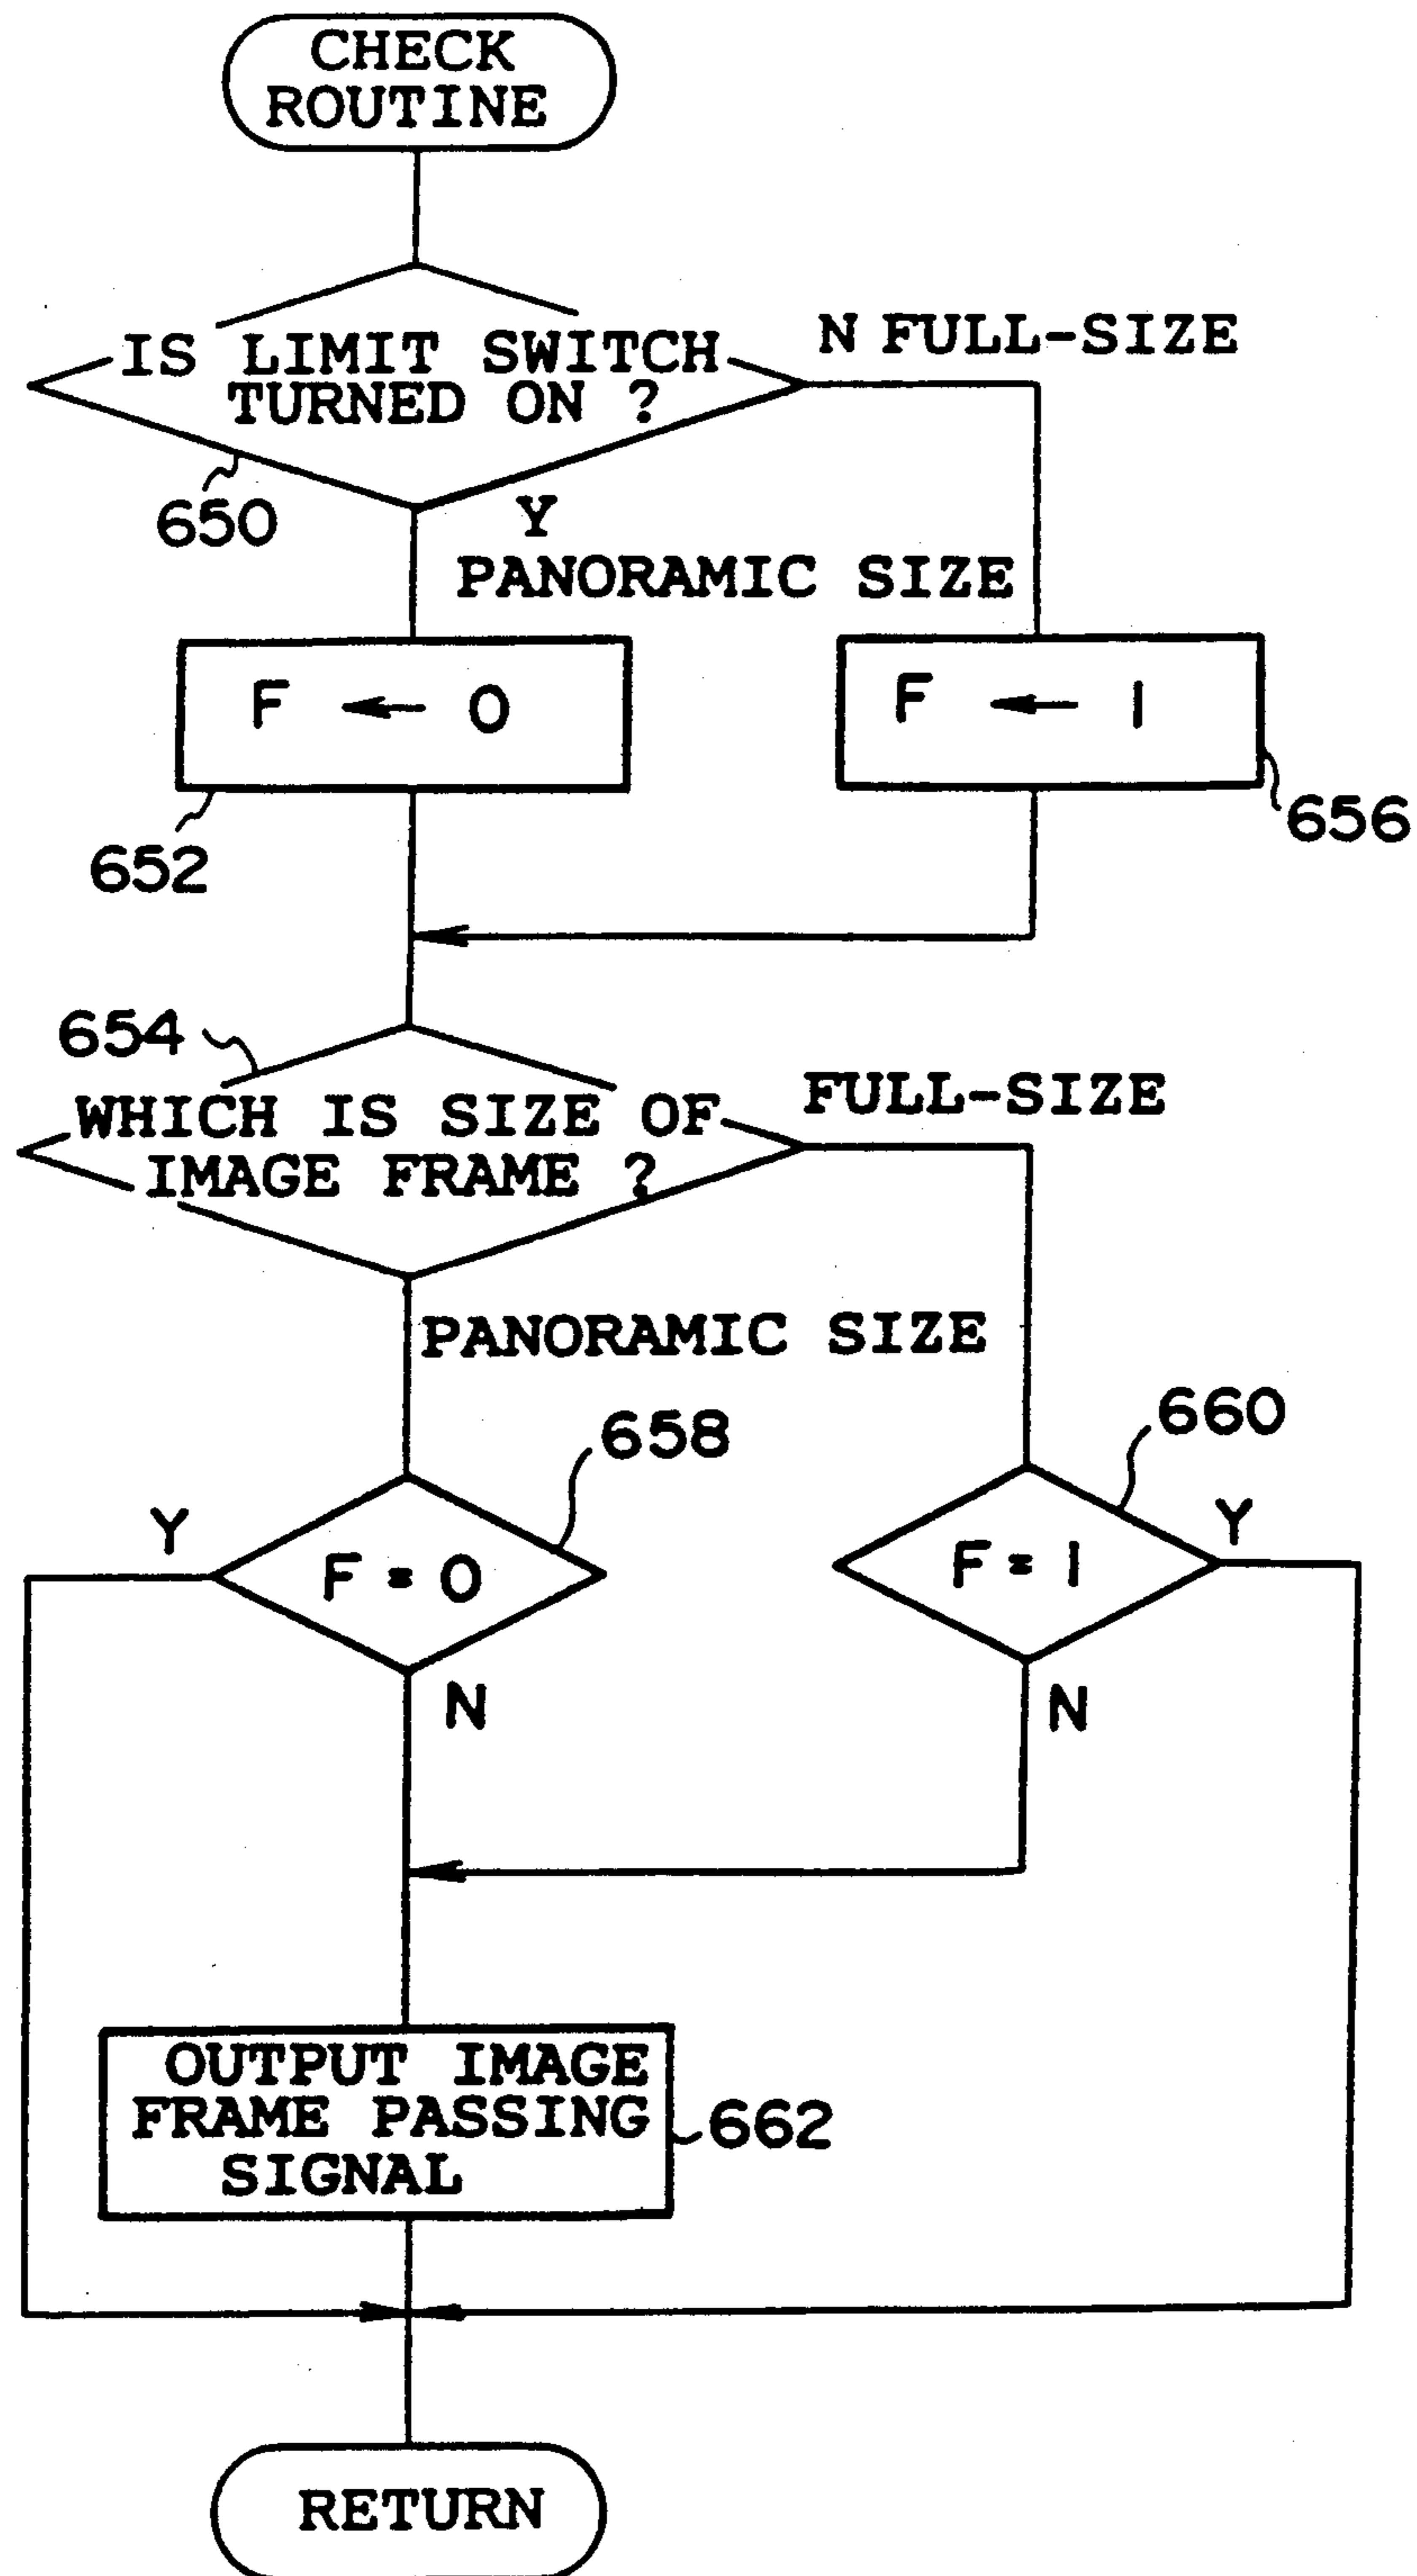 CHECK
ROUTINE
IS LIMIT SWITCH
TURNED ON ?
N FULL-SIZE
650
Y
PANORAMIC SIZE
F ← 0
F ← 1
652
656
654
WHICH IS SIZE OF
IMAGE FRAME ?
FULL-SIZE
PANORAMIC SIZE
658
660
Y
F = 0
F = 1
Y
N
N
OUTPUT IMAGE
FRAME PASSING
SIGNAL
662
RETURN